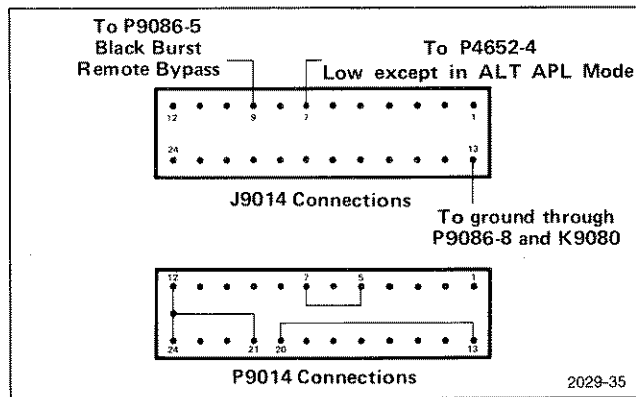 To P9086-5
Black Burst
Remote Bypass
To P4652-4
Low except in ALT APL Mode
12 9 7 1
24 13
J9014 Connections
To ground through
P9086-8 and K9080
12 7 5 1
24 21 20 13
P9014 Connections
2029-35